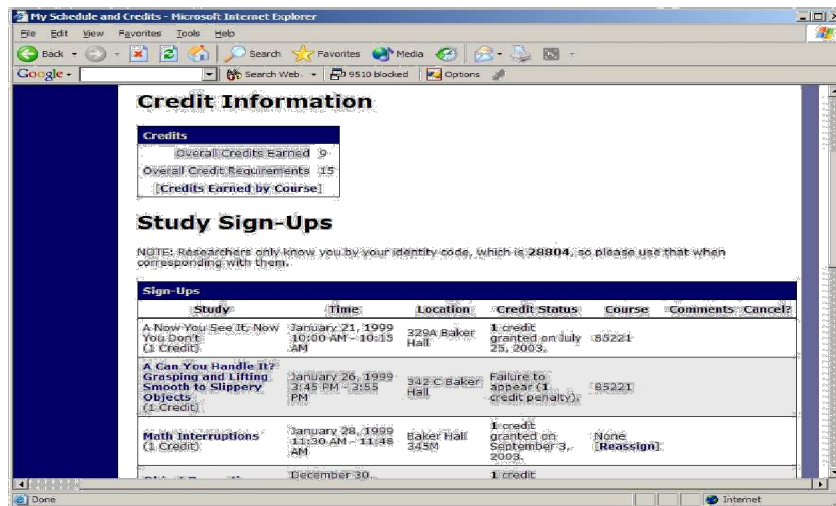 My Schedule and Credits - Microsoft Internet Explorer
File Edit View Favorites Tools Help
Back Search Favorites Media
Google Search Web 9510 blocked Options
Credit Information
Credits
Overall Credits Earned 9
Overall Credit Requirements 15
[Credits Earned by Course]
Study Sign-Ups
NOTE: Researchers only know you by your identity code, which is 28804, so please use that when
corresponding with them.
Sign-Ups
Study Time Location Credit Status Course Comments Cancel?
A Now You See It, Now
You Don't
(1 Credit)
January 21, 1999
10:00 AM - 10:15
AM
329A Baker
Hall
1 credit
granted on July
25, 2003.
85221
A Can You Handle It?
Grasping and Lifting
Smooth to Slippery
Objects
(1 Credit)
January 26, 1999
3:45 PM - 3:55
PM
342 C Baker
Hall
Failure to
appear (1
credit penalty).
85221
Math Interruptions
(1 Credit)
January 28, 1999
11:30 AM - 11:48
AM
Baker Hall
345M
1 credit
granted on
September 3,
2003.
None
[Reassign]
December 30,
1 credit
Done Internet